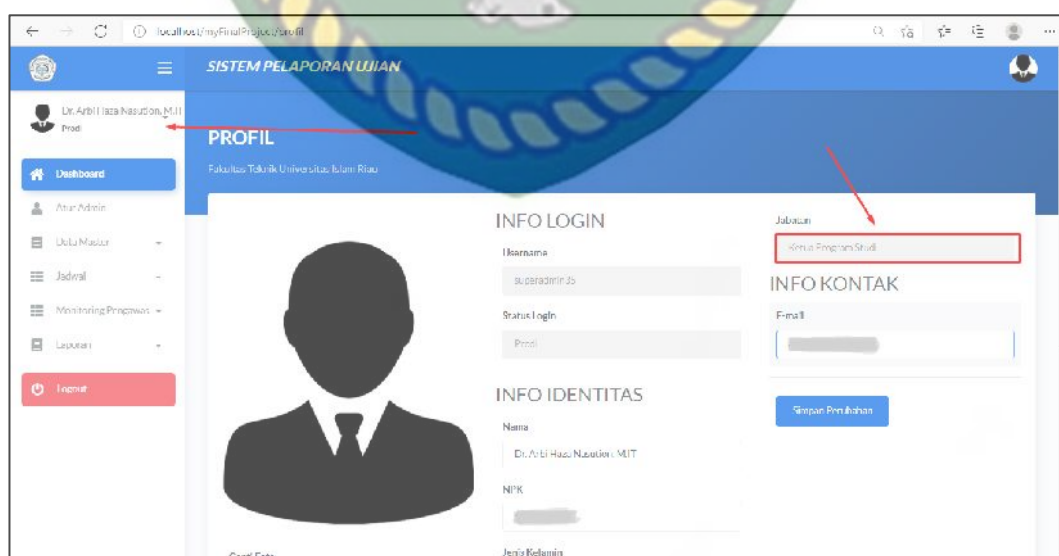 localhost/myFinalProject/profil
SISTEM PELAPORAN UJIAN
Dr. Arbi Haza Nasution, M.IT
Prodi
PROFIL
Fakultas Teknik Universitas Islam Riau
Dashboard
Atur Admin
Data Master
Jadwal
Monitoring Pengawas
Laporan
Logout
Ganti Foto
INFO LOGIN
Username
superadmin35
Status Login
Prodi
INFO IDENTITAS
Nama
Dr. Arbi Haza Nasution, M.IT
NPK
Jenis Kelamin
Jabatan
Ketua Program Studi
INFO KONTAK
E-mail
Simpan Perubahan